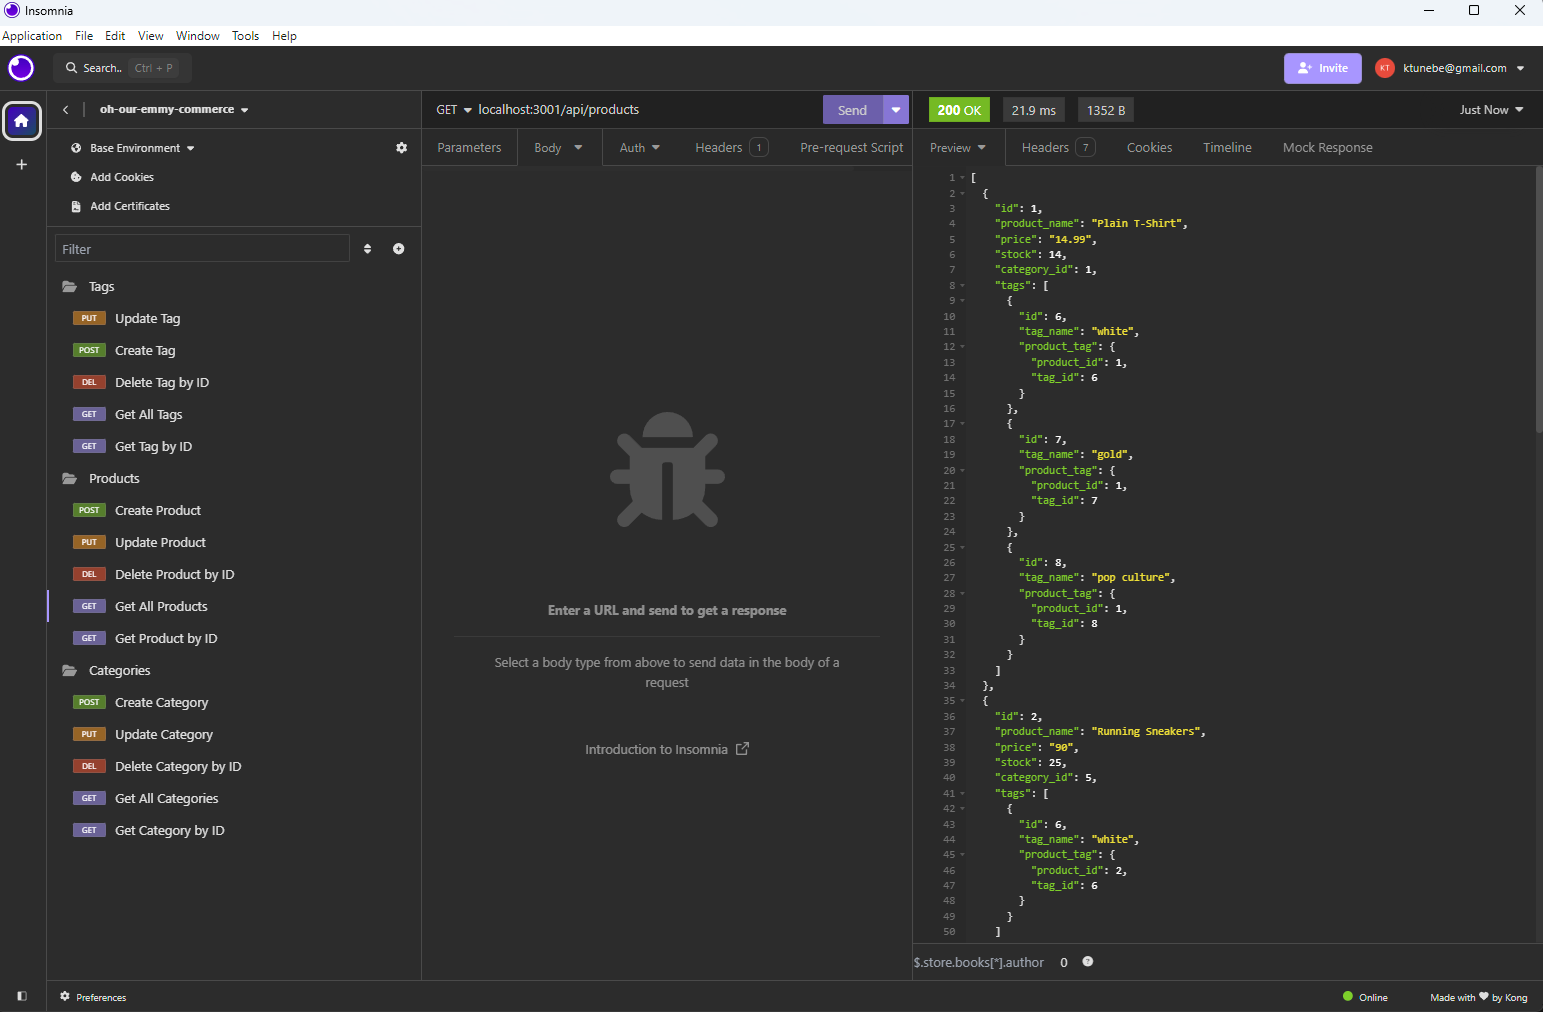 Insomnia
Application File Edit View Window Tools Help
Search.. Ctrl + P
Invite
KT
ktunebe@gmail.com
oh-our-emmy-commerce
Base Environment
Add Cookies
Add Certificates
Filter
Tags
PUT Update Tag
POST Create Tag
DEL Delete Tag by ID
GET Get All Tags
GET Get Tag by ID
Products
POST Create Product
PUT Update Product
DEL Delete Product by ID
GET Get All Products
GET Get Product by ID
Categories
POST Create Category
PUT Update Category
DEL Delete Category by ID
GET Get All Categories
GET Get Category by ID
GET localhost:3001/api/products
Send
Parameters Body Auth Headers 1 Pre-request Script
Enter a URL and send to get a response
Select a body type from above to send data in the body of a
request
Introduction to Insomnia
200 OK 21.9 ms 1352 B Just Now
Preview Headers 7 Cookies Timeline Mock Response
1 [
2 {
3 "id": 1,
4 "product_name": "Plain T-Shirt",
5 "price": "14.99",
6 "stock": 14,
7 "category_id": 1,
8 "tags": [
9 {
10 "id": 6,
11 "tag_name": "white",
12 "product_tag": {
13 "product_id": 1,
14 "tag_id": 6
15 }
16 },
17 {
18 "id": 7,
19 "tag_name": "gold",
20 "product_tag": {
21 "product_id": 1,
22 "tag_id": 7
23 }
24 },
25 {
26 "id": 8,
27 "tag_name": "pop culture",
28 "product_tag": {
29 "product_id": 1,
30 "tag_id": 8
31 }
32 }
33 ]
34 },
35 {
36 "id": 2,
37 "product_name": "Running Sneakers",
38 "price": "90",
39 "stock": 25,
40 "category_id": 5,
41 "tags": [
42 {
43 "id": 6,
44 "tag_name": "white",
45 "product_tag": {
46 "product_id": 2,
47 "tag_id": 6
48 }
49 }
50 ]
$.store.books[*].author 0
Preferences
Online
Made with ♥ by Kong